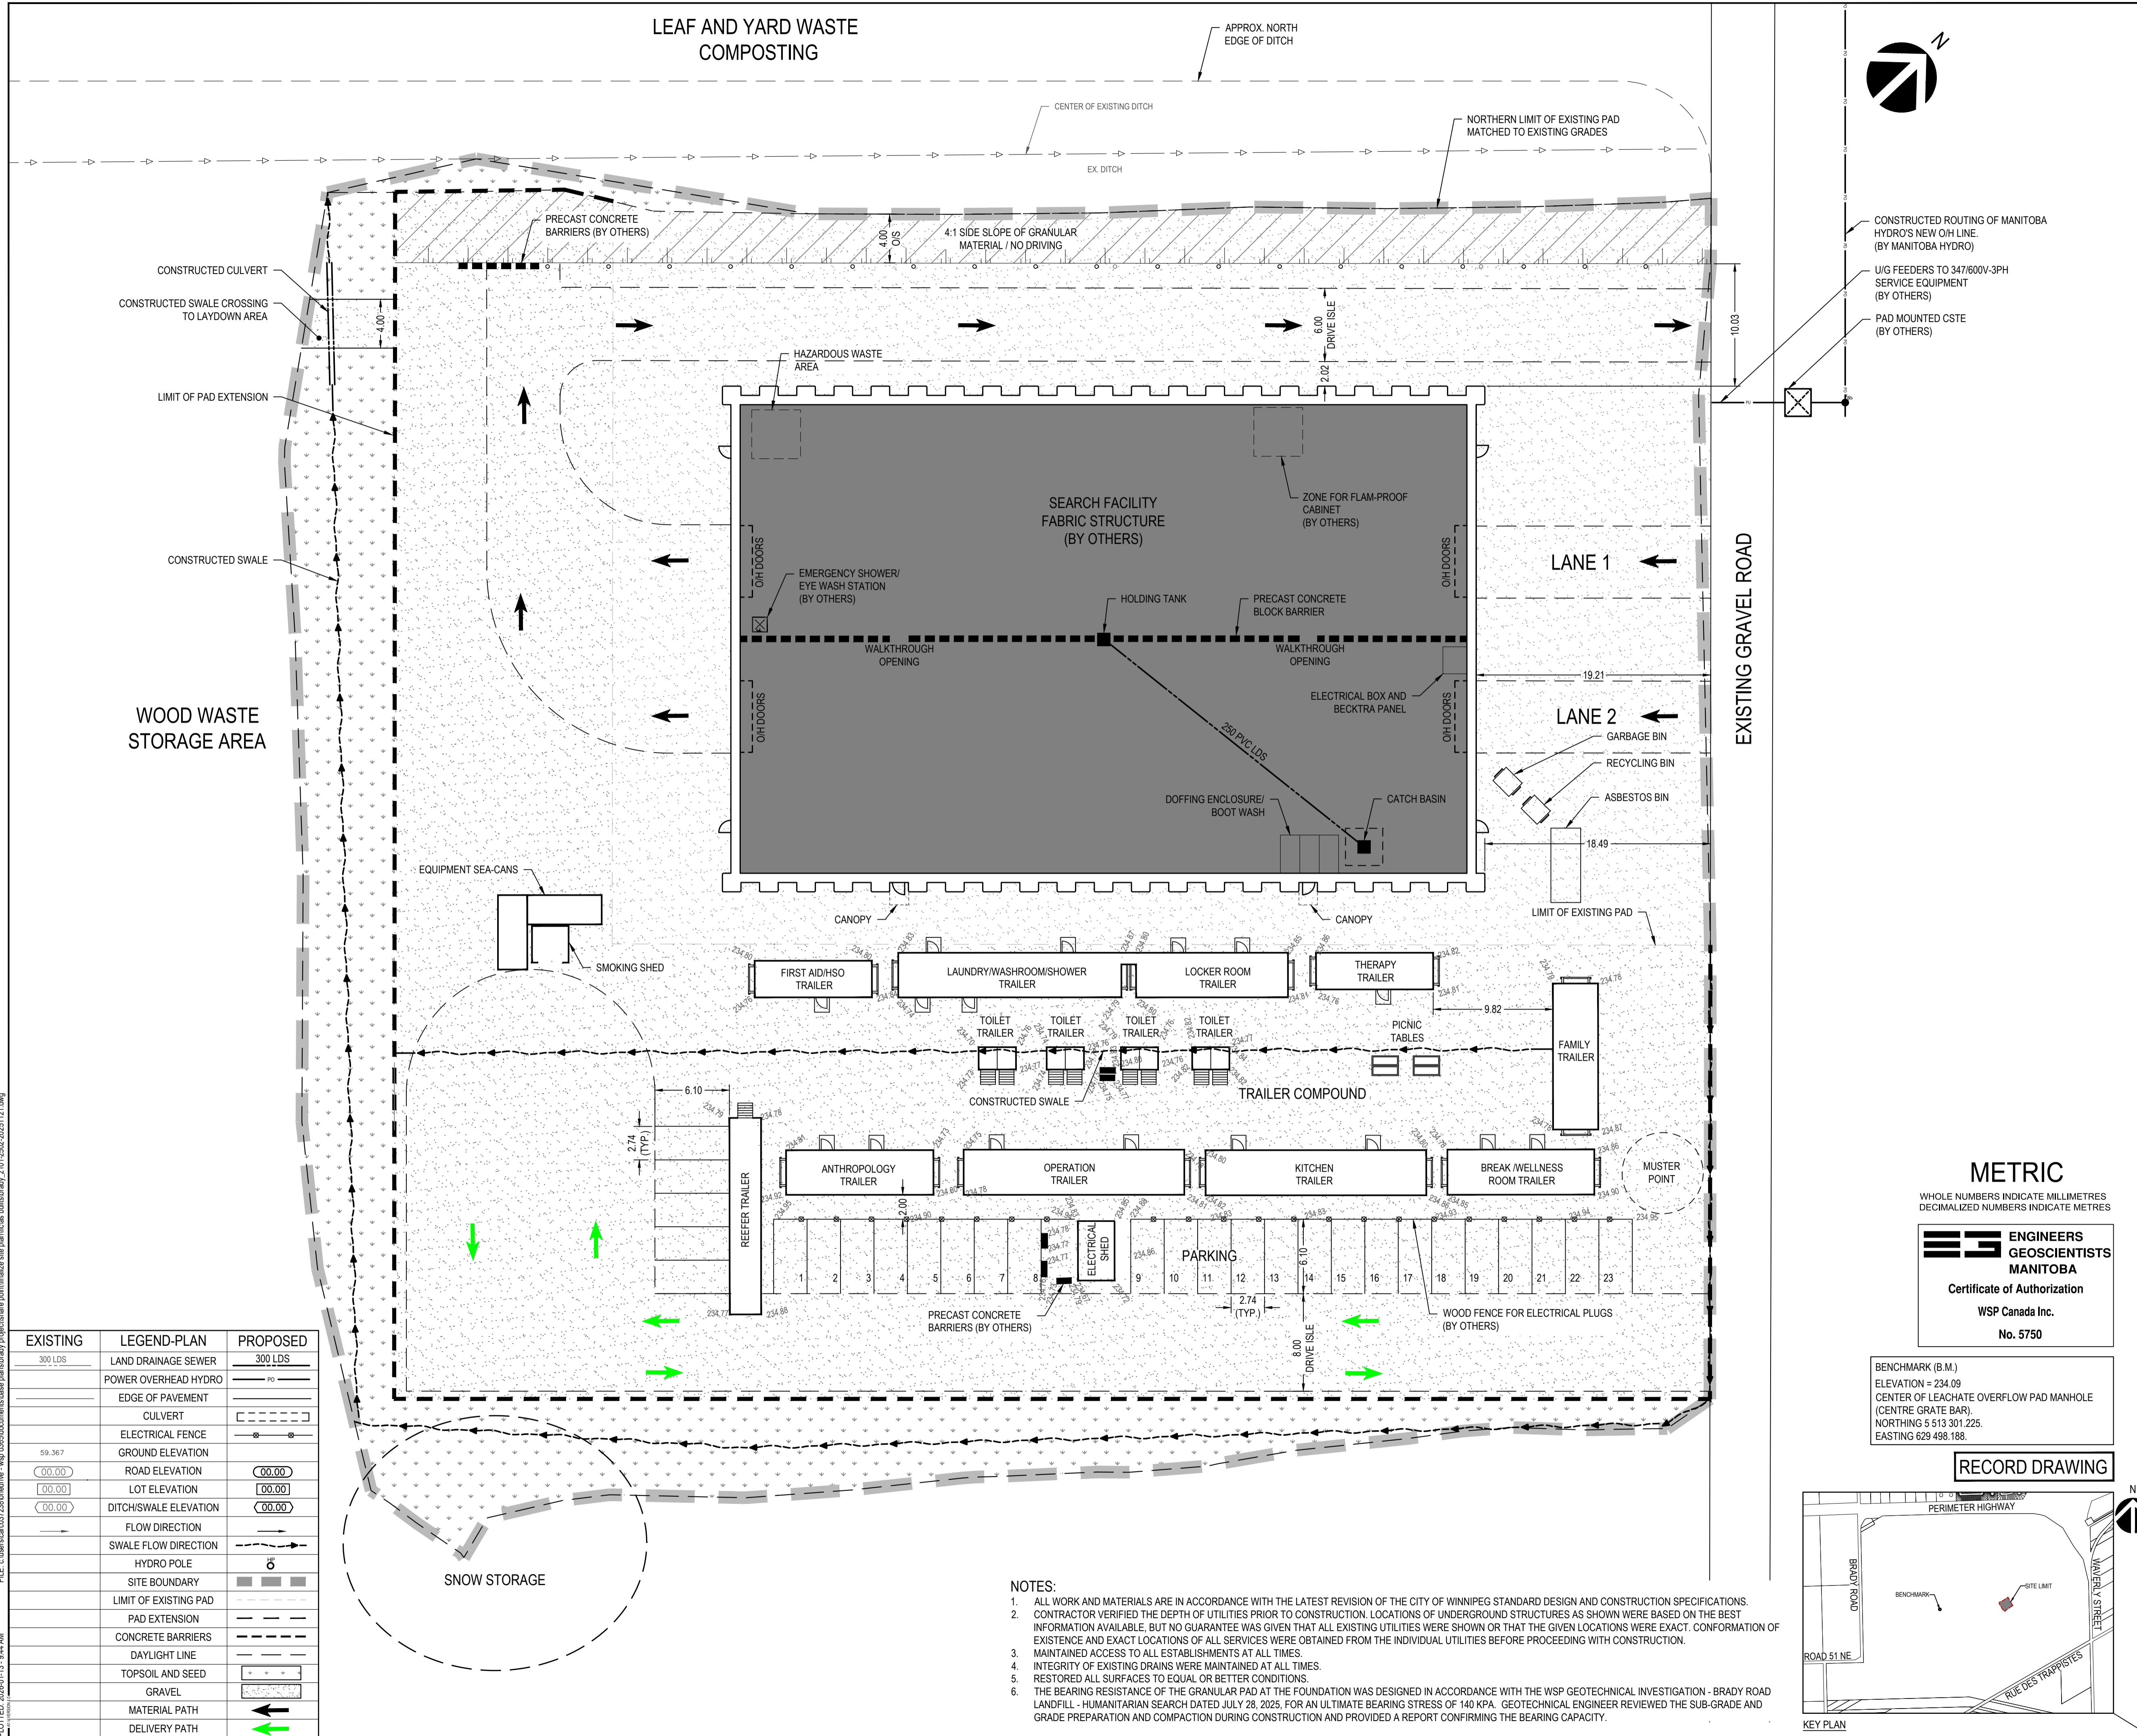 LEAF AND YARD WASTE
COMPOSTING
APPROX. NORTH
EDGE OF DITCH
N
CENTER OF EXISTING DITCH
NORTHERN LIMIT OF EXISTING PAD
MATCHED TO EXISTING GRADES
EX. DITCH
PRECAST CONCRETE
BARRIERS (BY OTHERS)
4.00
O/S
4:1 SIDE SLOPE OF GRANULAR
MATERIAL / NO DRIVING
CONSTRUCTED ROUTING OF MANITOBA
HYDRO'S NEW O/H LINE.
(BY MANITOBA HYDRO)
U/G FEEDERS TO 347/600V-3PH
SERVICE EQUIPMENT
(BY OTHERS)
PAD MOUNTED CSTE
(BY OTHERS)
CONSTRUCTED CULVERT
CONSTRUCTED SWALE CROSSING
TO LAYDOWN AREA
4.00
6.00
DRIVE ISLE
10.03
2.02
HAZARDOUS WASTE
AREA
LIMIT OF PAD EXTENSION
SEARCH FACILITY
FABRIC STRUCTURE
(BY OTHERS)
ZONE FOR FLAM-PROOF
CABINET
(BY OTHERS)
CONSTRUCTED SWALE
O/H DOORS
O/H DOORS
LANE 1
EXISTING GRAVEL ROAD
EMERGENCY SHOWER/
EYE WASH STATION
(BY OTHERS)
HOLDING TANK
PRECAST CONCRETE
BLOCK BARRIER
WALKTHROUGH
OPENING
WALKTHROUGH
OPENING
19.21
ELECTRICAL BOX AND
BECKTRA PANEL
O/H DOORS
O/H DOORS
LANE 2
WOOD WASTE
STORAGE AREA
250 PVC LDS
GARBAGE BIN
RECYCLING BIN
ASBESTOS BIN
DOFFING ENCLOSURE/
BOOT WASH
CATCH BASIN
18.49
EQUIPMENT SEA-CANS
CANOPY
CANOPY
LIMIT OF EXISTING PAD
SMOKING SHED
FIRST AID/HSO
TRAILER
LAUNDRY/WASHROOM/SHOWER
TRAILER
LOCKER ROOM
TRAILER
THERAPY
TRAILER
9.82
TOILET
TRAILER
TOILET
TRAILER
TOILET
TRAILER
TOILET
TRAILER
PICNIC
TABLES
FAMILY
TRAILER
6.10
CONSTRUCTED SWALE
TRAILER COMPOUND
2.74
(TYP.)
REEFER TRAILER
ANTHROPOLOGY
TRAILER
OPERATION
TRAILER
KITCHEN
TRAILER
BREAK /WELLNESS
ROOM TRAILER
MUSTER
POINT
2.00
ELECTRICAL
SHED
PARKING
6.10
1 2 3 4 5 6 7 8 9 10 11 12 13 14 15 16 17 18 19 20 21 22 23
PRECAST CONCRETE
BARRIERS (BY OTHERS)
2.74
(TYP.)
WOOD FENCE FOR ELECTRICAL PLUGS
(BY OTHERS)
8.00
DRIVE ISLE
SNOW STORAGE
METRIC
WHOLE NUMBERS INDICATE MILLIMETRES
DECIMALIZED NUMBERS INDICATE METRES
ENGINEERS
GEOSCIENTISTS
MANITOBA
Certificate of Authorization
WSP Canada Inc.
No. 5750
BENCHMARK (B.M.)
ELEVATION = 234.09
CENTER OF LEACHATE OVERFLOW PAD MANHOLE
(CENTRE GRATE BAR).
NORTHING 5 513 301.225.
EASTING 629 498.188.
RECORD DRAWING
PERIMETER HIGHWAY
BRADY ROAD
WAVERLY STREET
BENCHMARK
SITE LIMIT
ROAD 51 NE
RUE DES TRAPPISTES
KEY PLAN
N
EXISTING LEGEND-PLAN PROPOSED
300 LDS LAND DRAINAGE SEWER 300 LDS
POWER OVERHEAD HYDRO PO
EDGE OF PAVEMENT
CULVERT
ELECTRICAL FENCE
59.367 GROUND ELEVATION
00.00 ROAD ELEVATION 00.00
00.00 LOT ELEVATION 00.00
00.00 DITCH/SWALE ELEVATION 00.00
FLOW DIRECTION
SWALE FLOW DIRECTION
HYDRO POLE HP
SITE BOUNDARY
LIMIT OF EXISTING PAD
PAD EXTENSION
CONCRETE BARRIERS
DAYLIGHT LINE
TOPSOIL AND SEED
GRAVEL
MATERIAL PATH
DELIVERY PATH
NOTES:
1. ALL WORK AND MATERIALS ARE IN ACCORDANCE WITH THE LATEST REVISION OF THE CITY OF WINNIPEG STANDARD DESIGN AND CONSTRUCTION SPECIFICATIONS.
2. CONTRACTOR VERIFIED THE DEPTH OF UTILITIES PRIOR TO CONSTRUCTION. LOCATIONS OF UNDERGROUND STRUCTURES AS SHOWN WERE BASED ON THE BEST
INFORMATION AVAILABLE, BUT NO GUARANTEE WAS GIVEN THAT ALL EXISTING UTILITIES WERE SHOWN OR THAT THE GIVEN LOCATIONS WERE EXACT. CONFORMATION OF
EXISTENCE AND EXACT LOCATIONS OF ALL SERVICES WERE OBTAINED FROM THE INDIVIDUAL UTILITIES BEFORE PROCEEDING WITH CONSTRUCTION.
3. MAINTAINED ACCESS TO ALL ESTABLISHMENTS AT ALL TIMES.
4. INTEGRITY OF EXISTING DRAINS WERE MAINTAINED AT ALL TIMES.
5. RESTORED ALL SURFACES TO EQUAL OR BETTER CONDITIONS.
6. THE BEARING RESISTANCE OF THE GRANULAR PAD AT THE FOUNDATION WAS DESIGNED IN ACCORDANCE WITH THE WSP GEOTECHNICAL INVESTIGATION - BRADY ROAD
LANDFILL - HUMANITARIAN SEARCH DATED JULY 28, 2025, FOR AN ULTIMATE BEARING STRESS OF 140 KPA. GEOTECHNICAL ENGINEER REVIEWED THE SUB-GRADE AND
GRADE PREPARATION AND COMPACTION DURING CONSTRUCTION AND PROVIDED A REPORT CONFIRMING THE BEARING CAPACITY.